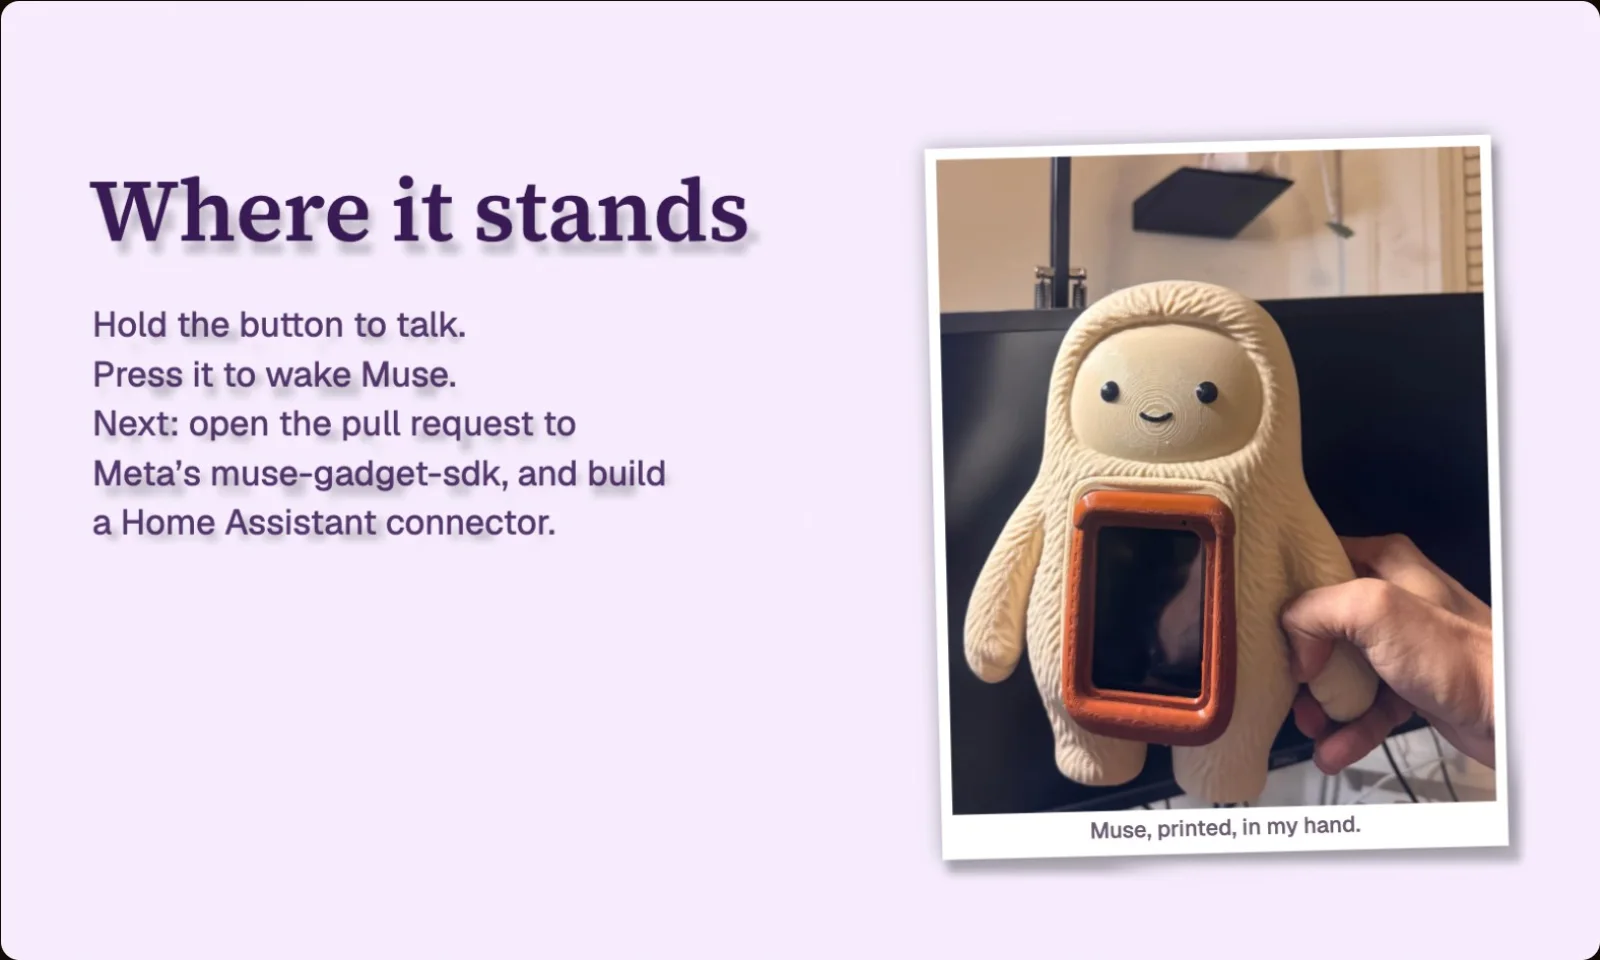 Where it stands
Hold the button to talk.
Press it to wake Muse.
Next: open the pull request to
Meta’s muse-gadget-sdk, and build
a Home Assistant connector.
Muse, printed, in my hand.